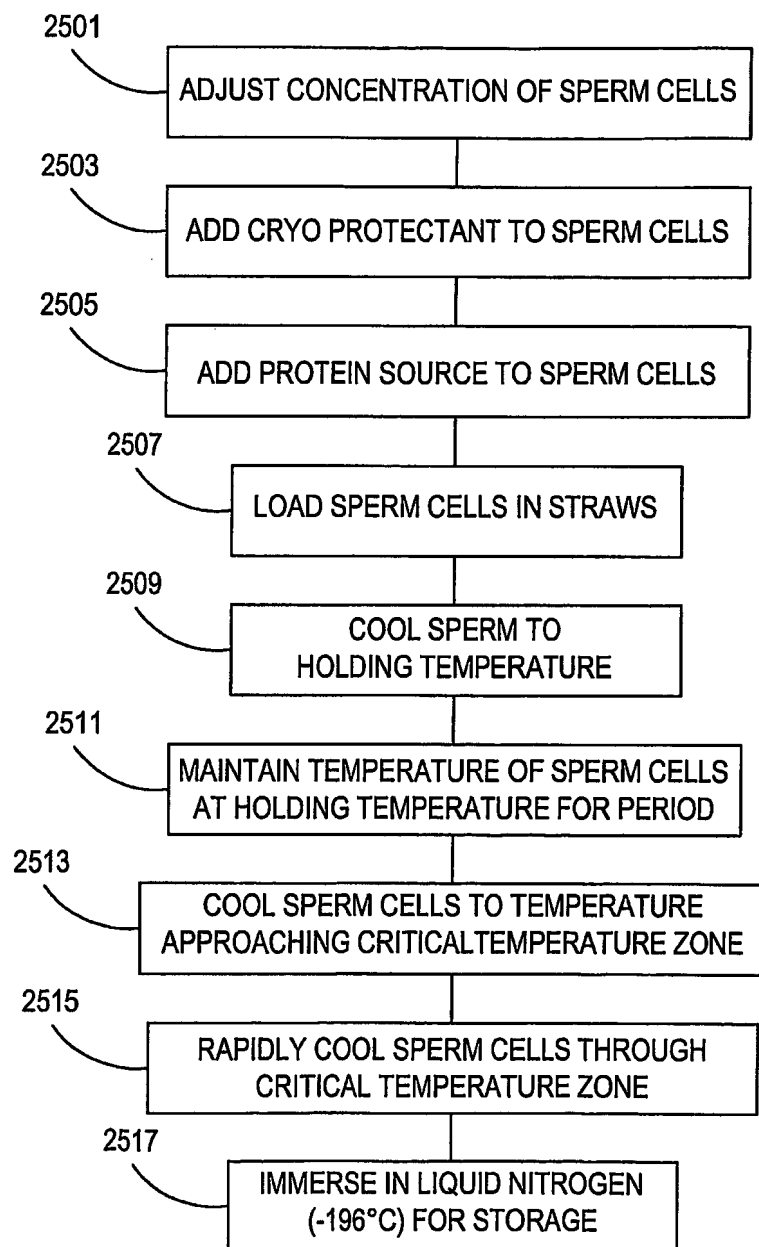 2501
ADJUST CONCENTRATION OF SPERM CELLS
2503
ADD CRYO PROTECTANT TO SPERM CELLS
2505
ADD PROTEIN SOURCE TO SPERM CELLS
2507
LOAD SPERM CELLS IN STRAWS
2509
COOL SPERM TO
HOLDING TEMPERATURE
2511
MAINTAIN TEMPERATURE OF SPERM CELLS
AT HOLDING TEMPERATURE FOR PERIOD
2513
COOL SPERM CELLS TO TEMPERATURE
APPROACHING CRITICALTEMPERATURE ZONE
2515
RAPIDLY COOL SPERM CELLS THROUGH
CRITICAL TEMPERATURE ZONE
2517
IMMERSE IN LIQUID NITROGEN
(-196°C) FOR STORAGE